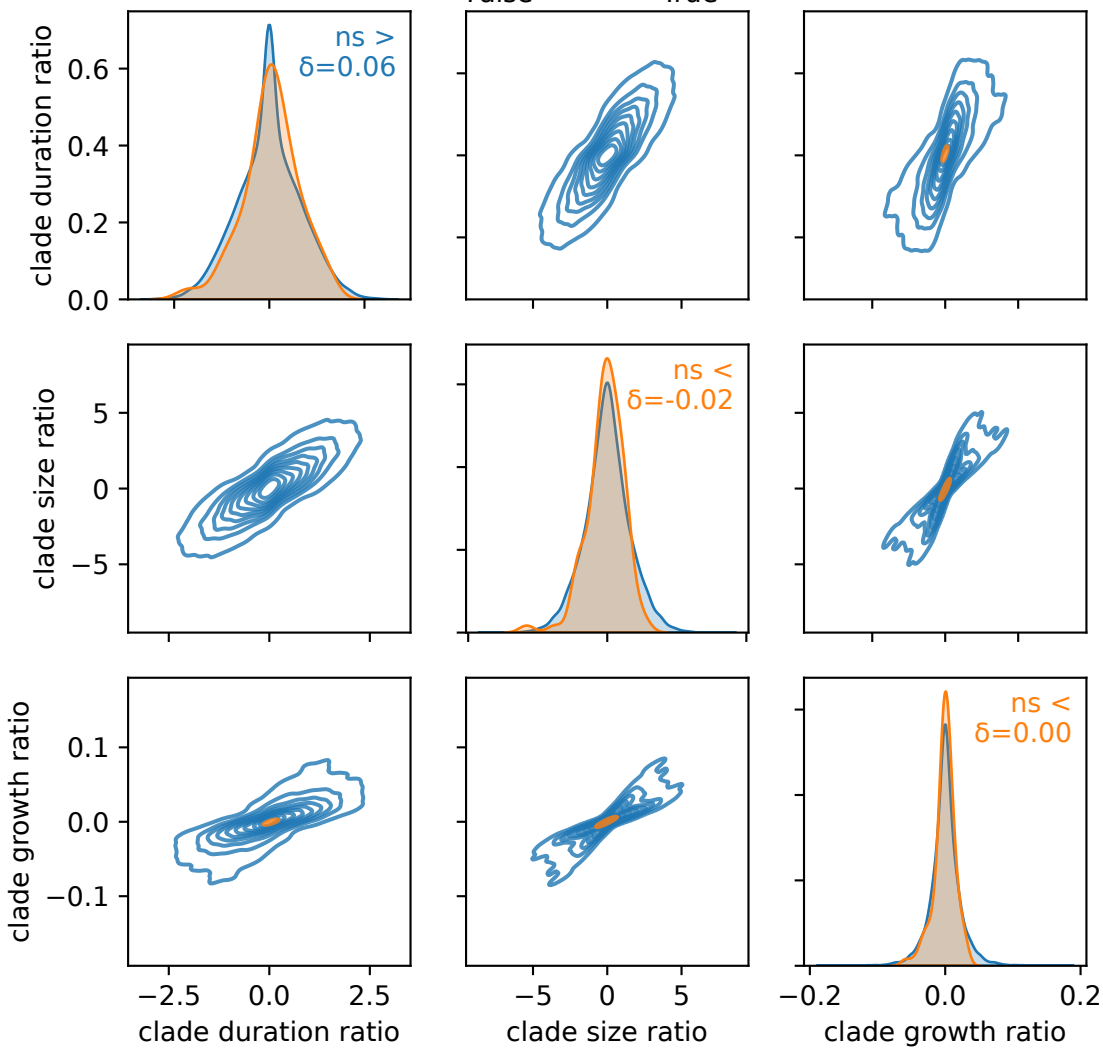 True
clade duration ratio
0.6
0.4
0.2
0.0
ns >
δ=0.06
clade size ratio
5
0
−5
ns <
δ=-0.02
clade growth ratio
0.1
0.0
−0.1
ns <
δ=0.00
−2.5 0.0 2.5
−5 0 5
−0.2 0.0 0.2
clade duration ratio
clade size ratio
clade growth ratio